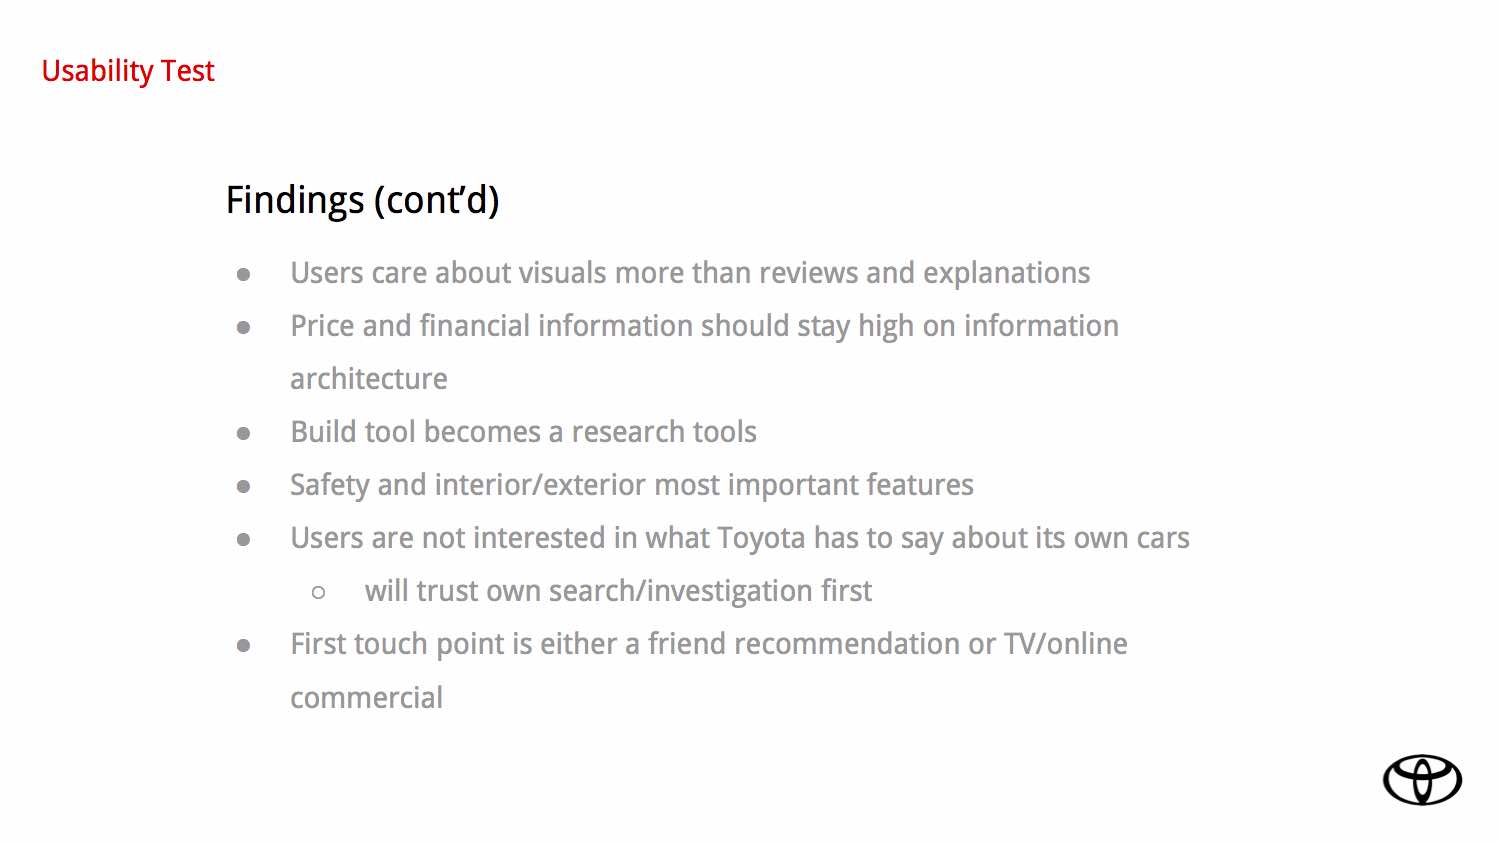 Usability Test
Findings (cont’d)
● Users care about visuals more than reviews and explanations
● Price and financial information should stay high on information
architecture
● Build tool becomes a research tools
● Safety and interior/exterior most important features
● Users are not interested in what Toyota has to say about its own cars
○ will trust own search/investigation first
● First touch point is either a friend recommendation or TV/online
commercial